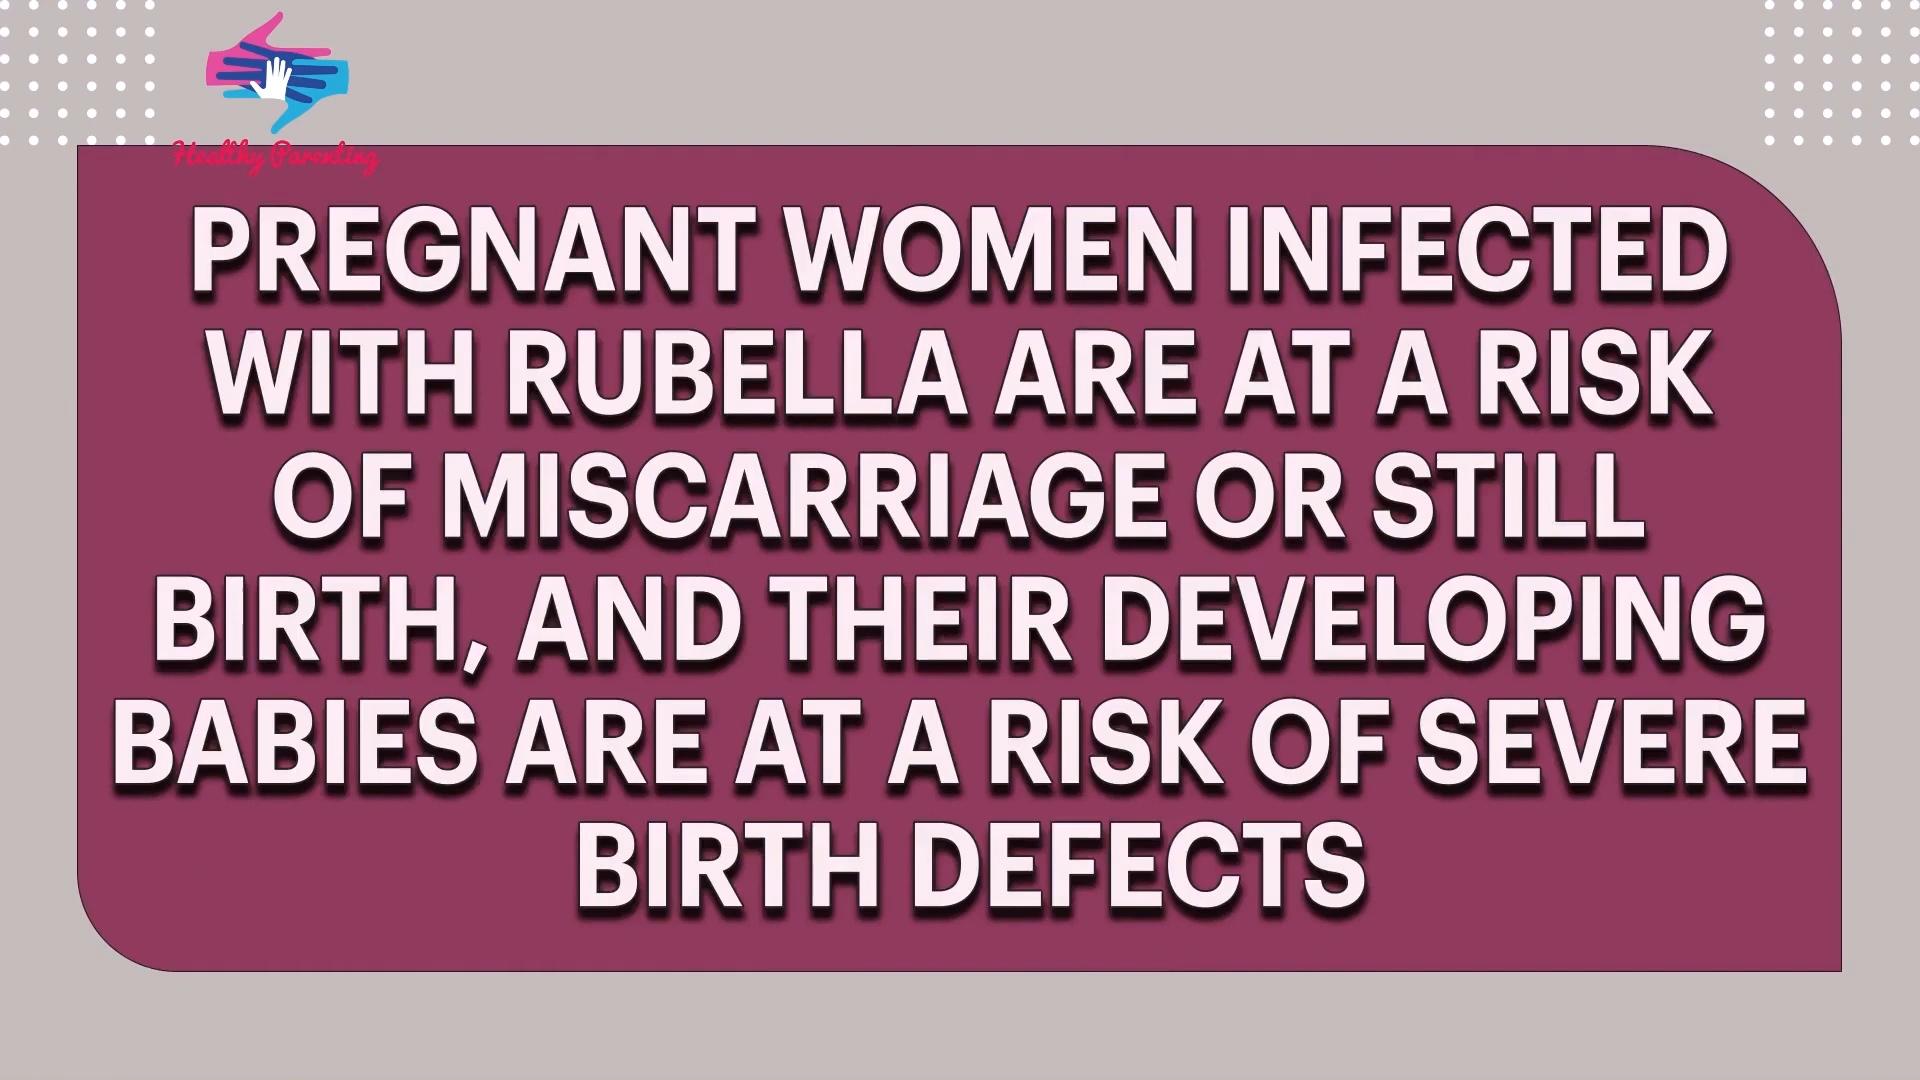 Healthy Parenting
PREGNANT WOMEN INFECTED
WITH RUBELLA ARE AT A RISK
OF MISCARRIAGE OR STILL
BIRTH, AND THEIR DEVELOPING
BABIES ARE AT A RISK OF SEVERE
BIRTH DEFECTS